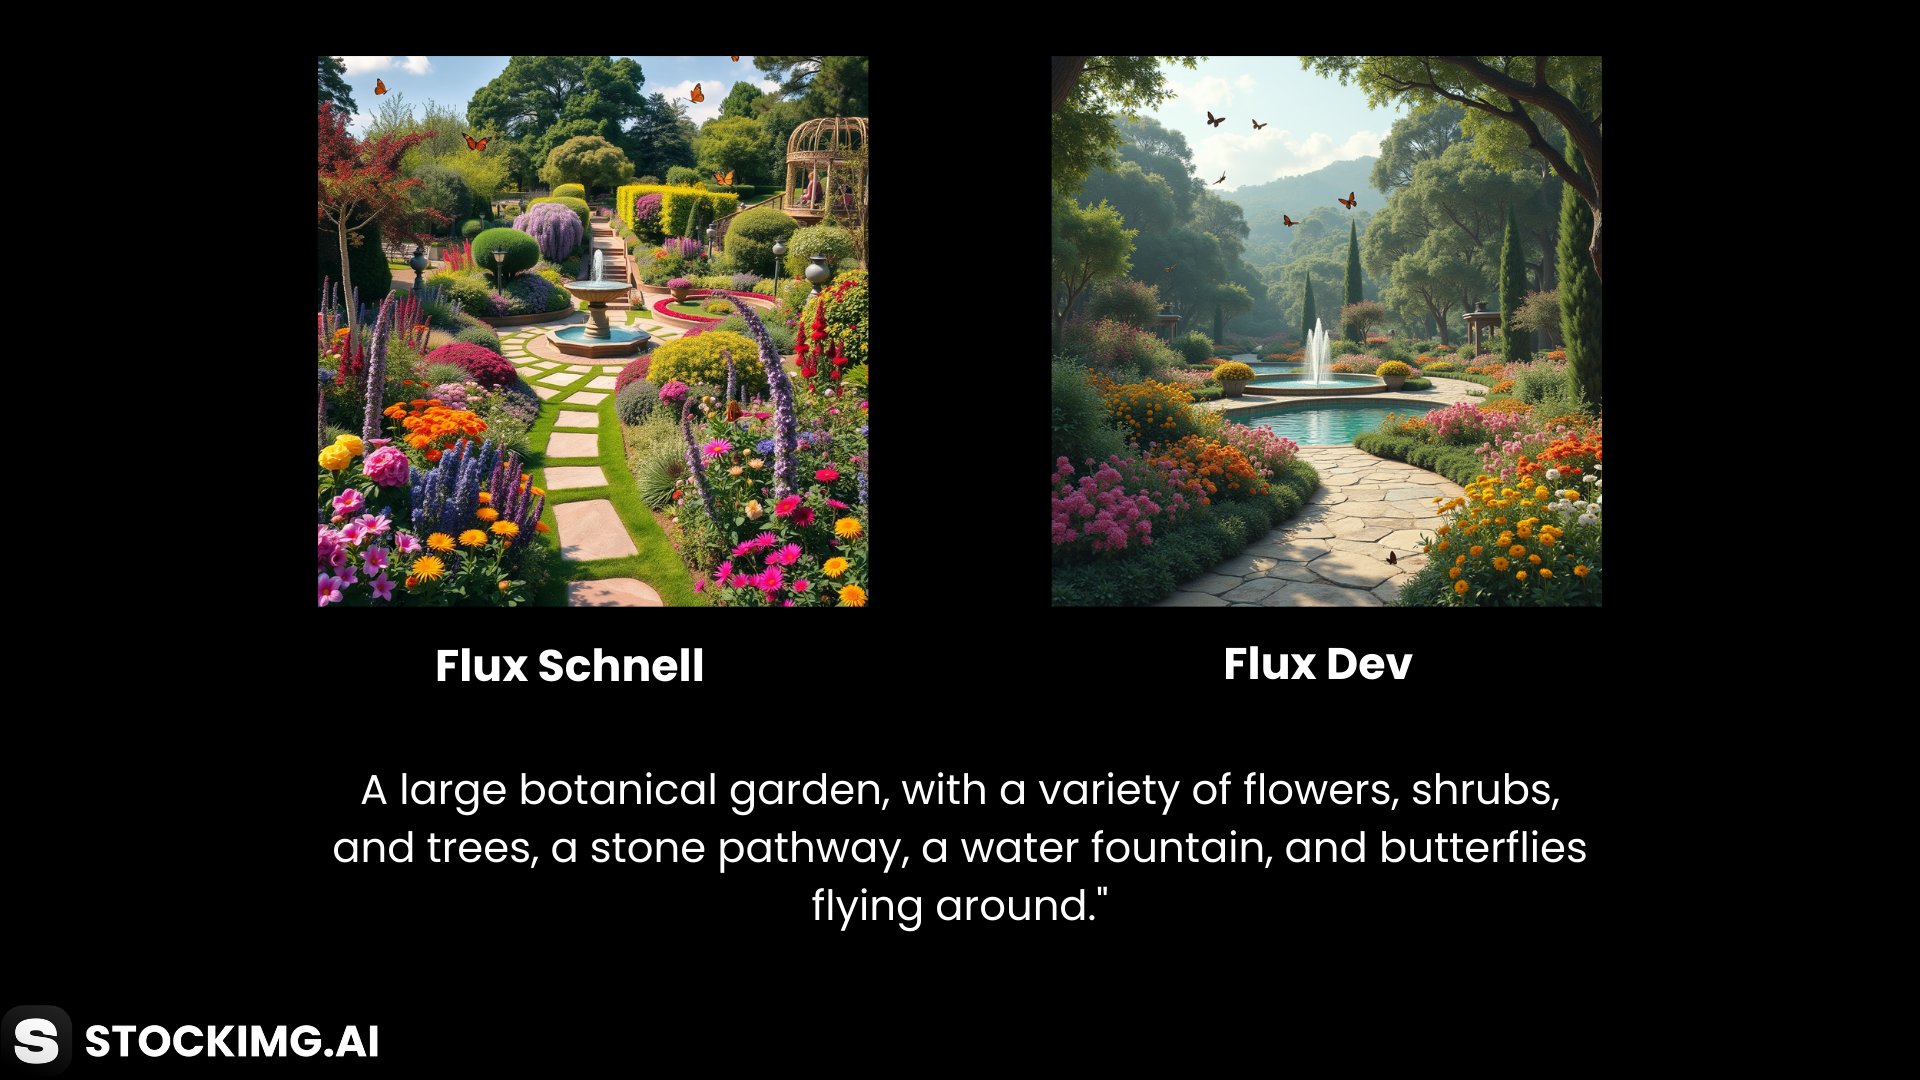 Flux Schnell
Flux Dev
A large botanical garden, with a variety of flowers, shrubs,
and trees, a stone pathway, a water fountain, and butterflies
flying around."
S STOCKIMG.AI